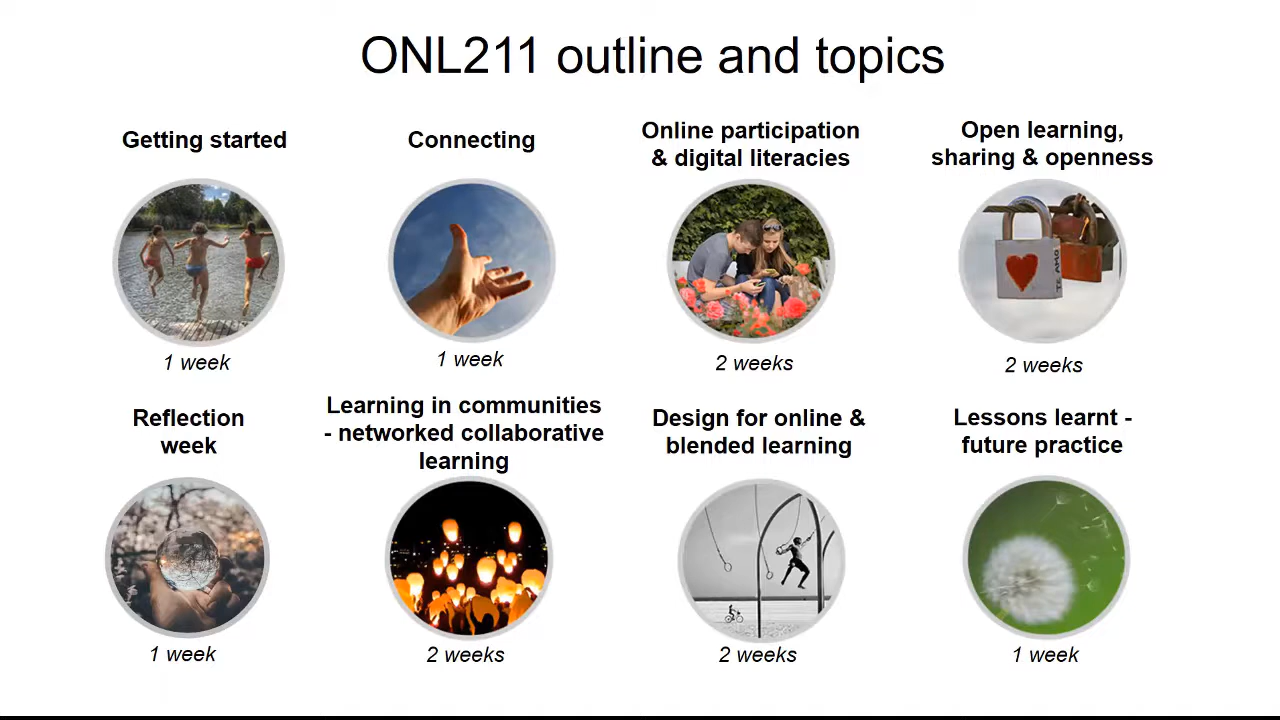 ONL211 outline and topics
Getting started
Connecting
Online participation
& digital literacies
Open learning,
sharing & openness
TE AMO
1 week
1 week
2 weeks
2 weeks
Reflection
week
Learning in communities
- networked collaborative
learning
Design for online &
blended learning
Lessons learnt -
future practice
1 week
2 weeks
2 weeks
1 week